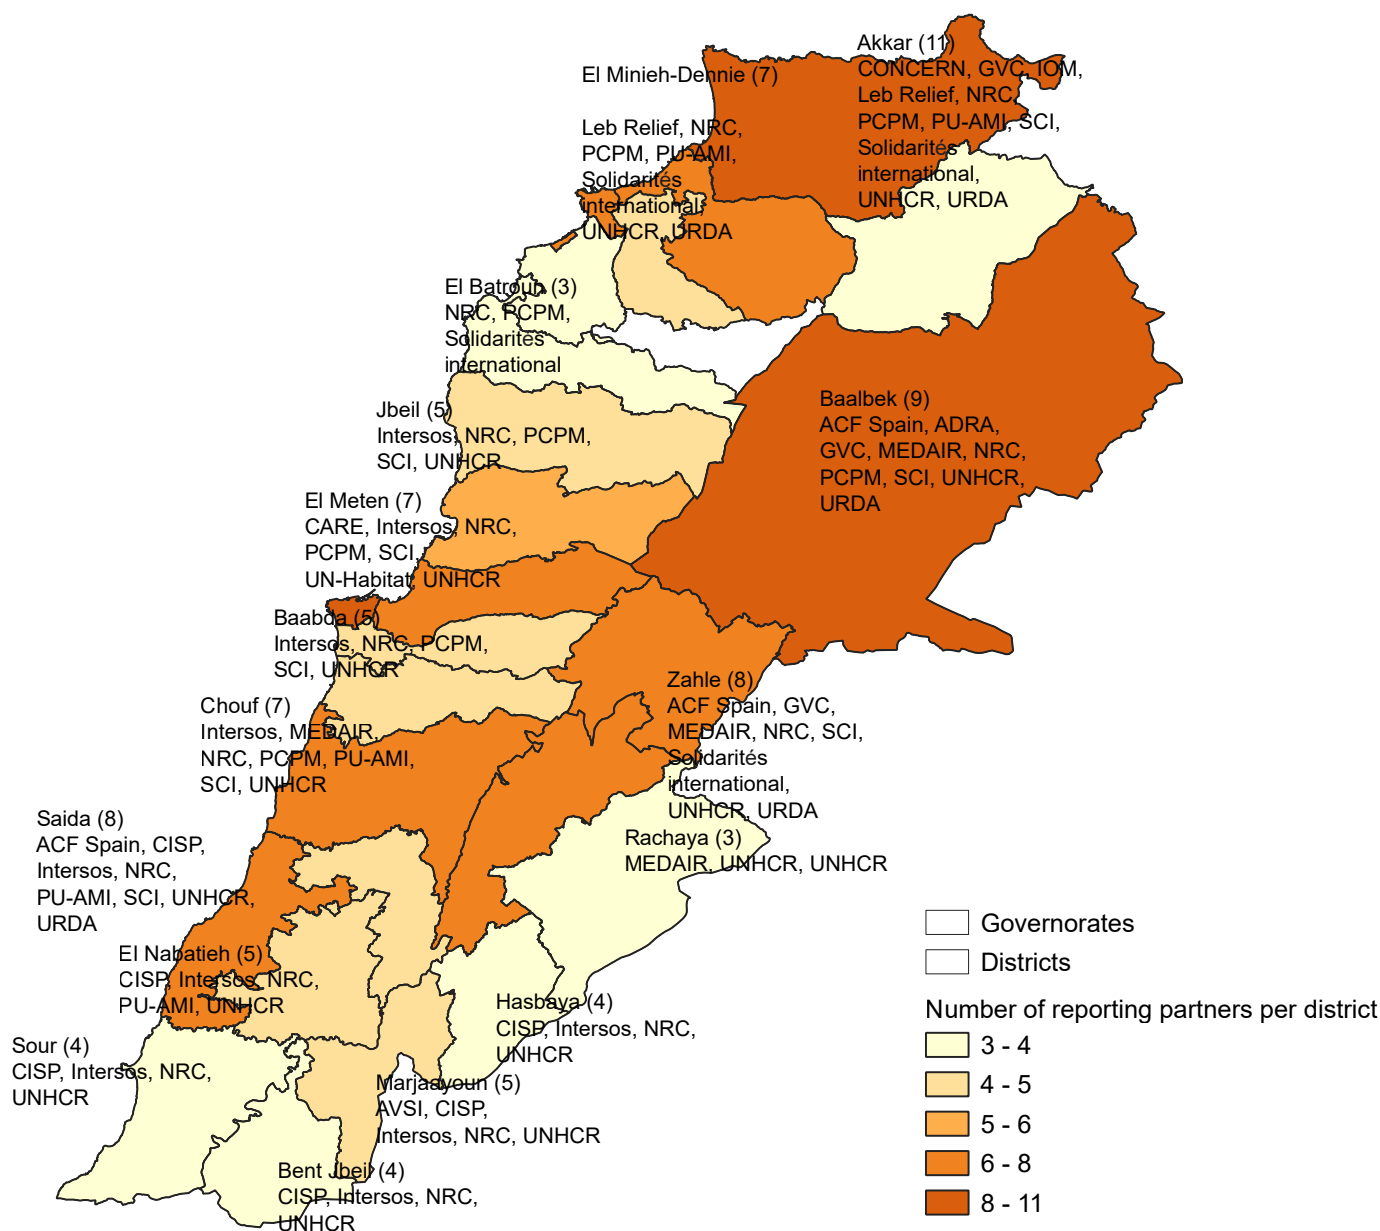 Akkar (11)
CONCERN, GVC, IOM,
Leb Relief, NRC,
PCPM, PU-AMI, SCI,
Solidarités
international,
UNHCR, URDA
El Minieh-Dennie (7)
Leb Relief, NRC,
PCPM, PU-AMI,
Solidarités
international,
UNHCR, URDA
El Batroun (3)
NRC, PCPM,
Solidarités
international
Jbeil (5)
Intersos, NRC, PCPM,
SCI, UNHCR
Baalbek (9)
ACF Spain, ADRA,
GVC, MEDAIR, NRC,
PCPM, SCI, UNHCR,
URDA
El Meten (7)
CARE, Intersos, NRC,
PCPM, SCI,
UN-Habitat, UNHCR
Baabda (5)
Intersos, NRC, PCPM,
SCI, UNHCR
Zahle (8)
ACF Spain, GVC,
MEDAIR, NRC, SCI,
Solidarités
international,
UNHCR, URDA
Chouf (7)
Intersos, MEDAIR,
NRC, PCPM, PU-AMI,
SCI, UNHCR
Rachaya (3)
MEDAIR, UNHCR, UNHCR
Saida (8)
ACF Spain, CISP,
Intersos, NRC,
PU-AMI, SCI, UNHCR,
URDA
El Nabatieh (5)
CISP, Intersos, NRC,
PU-AMI, UNHCR
Hasbaya (4)
CISP, Intersos, NRC,
UNHCR
Sour (4)
CISP, Intersos, NRC,
UNHCR
Marjaayoun (5)
AVSI, CISP,
Intersos, NRC, UNHCR
Bent Jbeil (4)
CISP, Intersos, NRC,
UNHCR
Governorates
Districts
Number of reporting partners per district
3 - 4
4 - 5
5 - 6
6 - 8
8 - 11